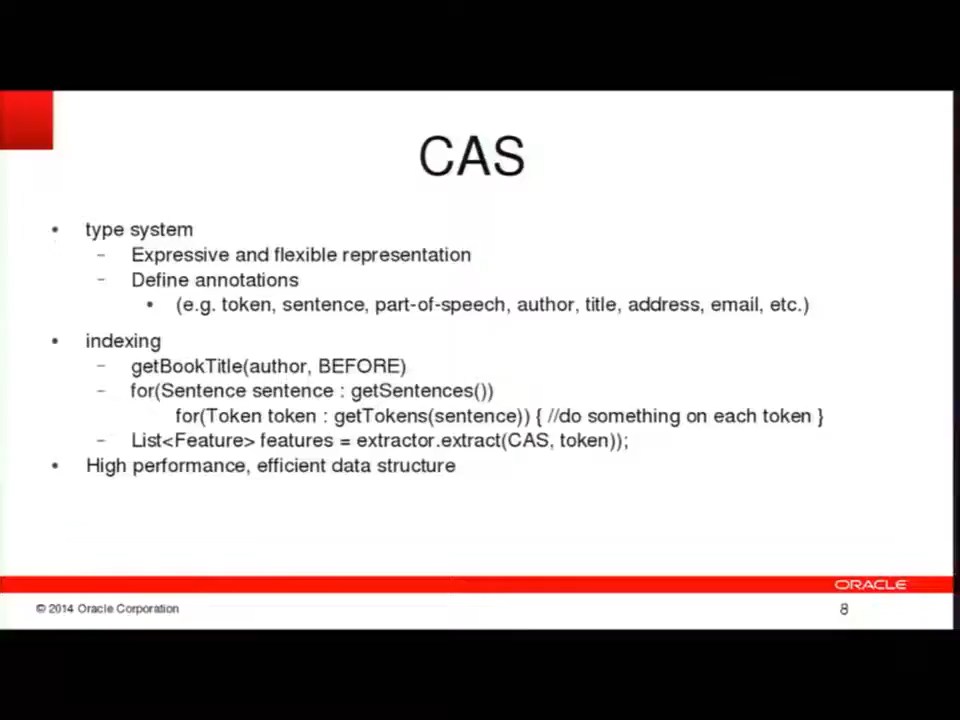 CAS
• type system
– Expressive and flexible representation
– Define annotations
• (e.g. token, sentence, part-of-speech, author, title, address, email, etc.)
• indexing
– getBookTitle(author, BEFORE)
– for(Sentence sentence : getSentences())
for(Token token : getTokens(sentence)) { //do something on each token }
– List<Feature> features = extractor.extract(CAS, token));
• High performance, efficient data structure
ORACLE
© 2014 Oracle Corporation
8